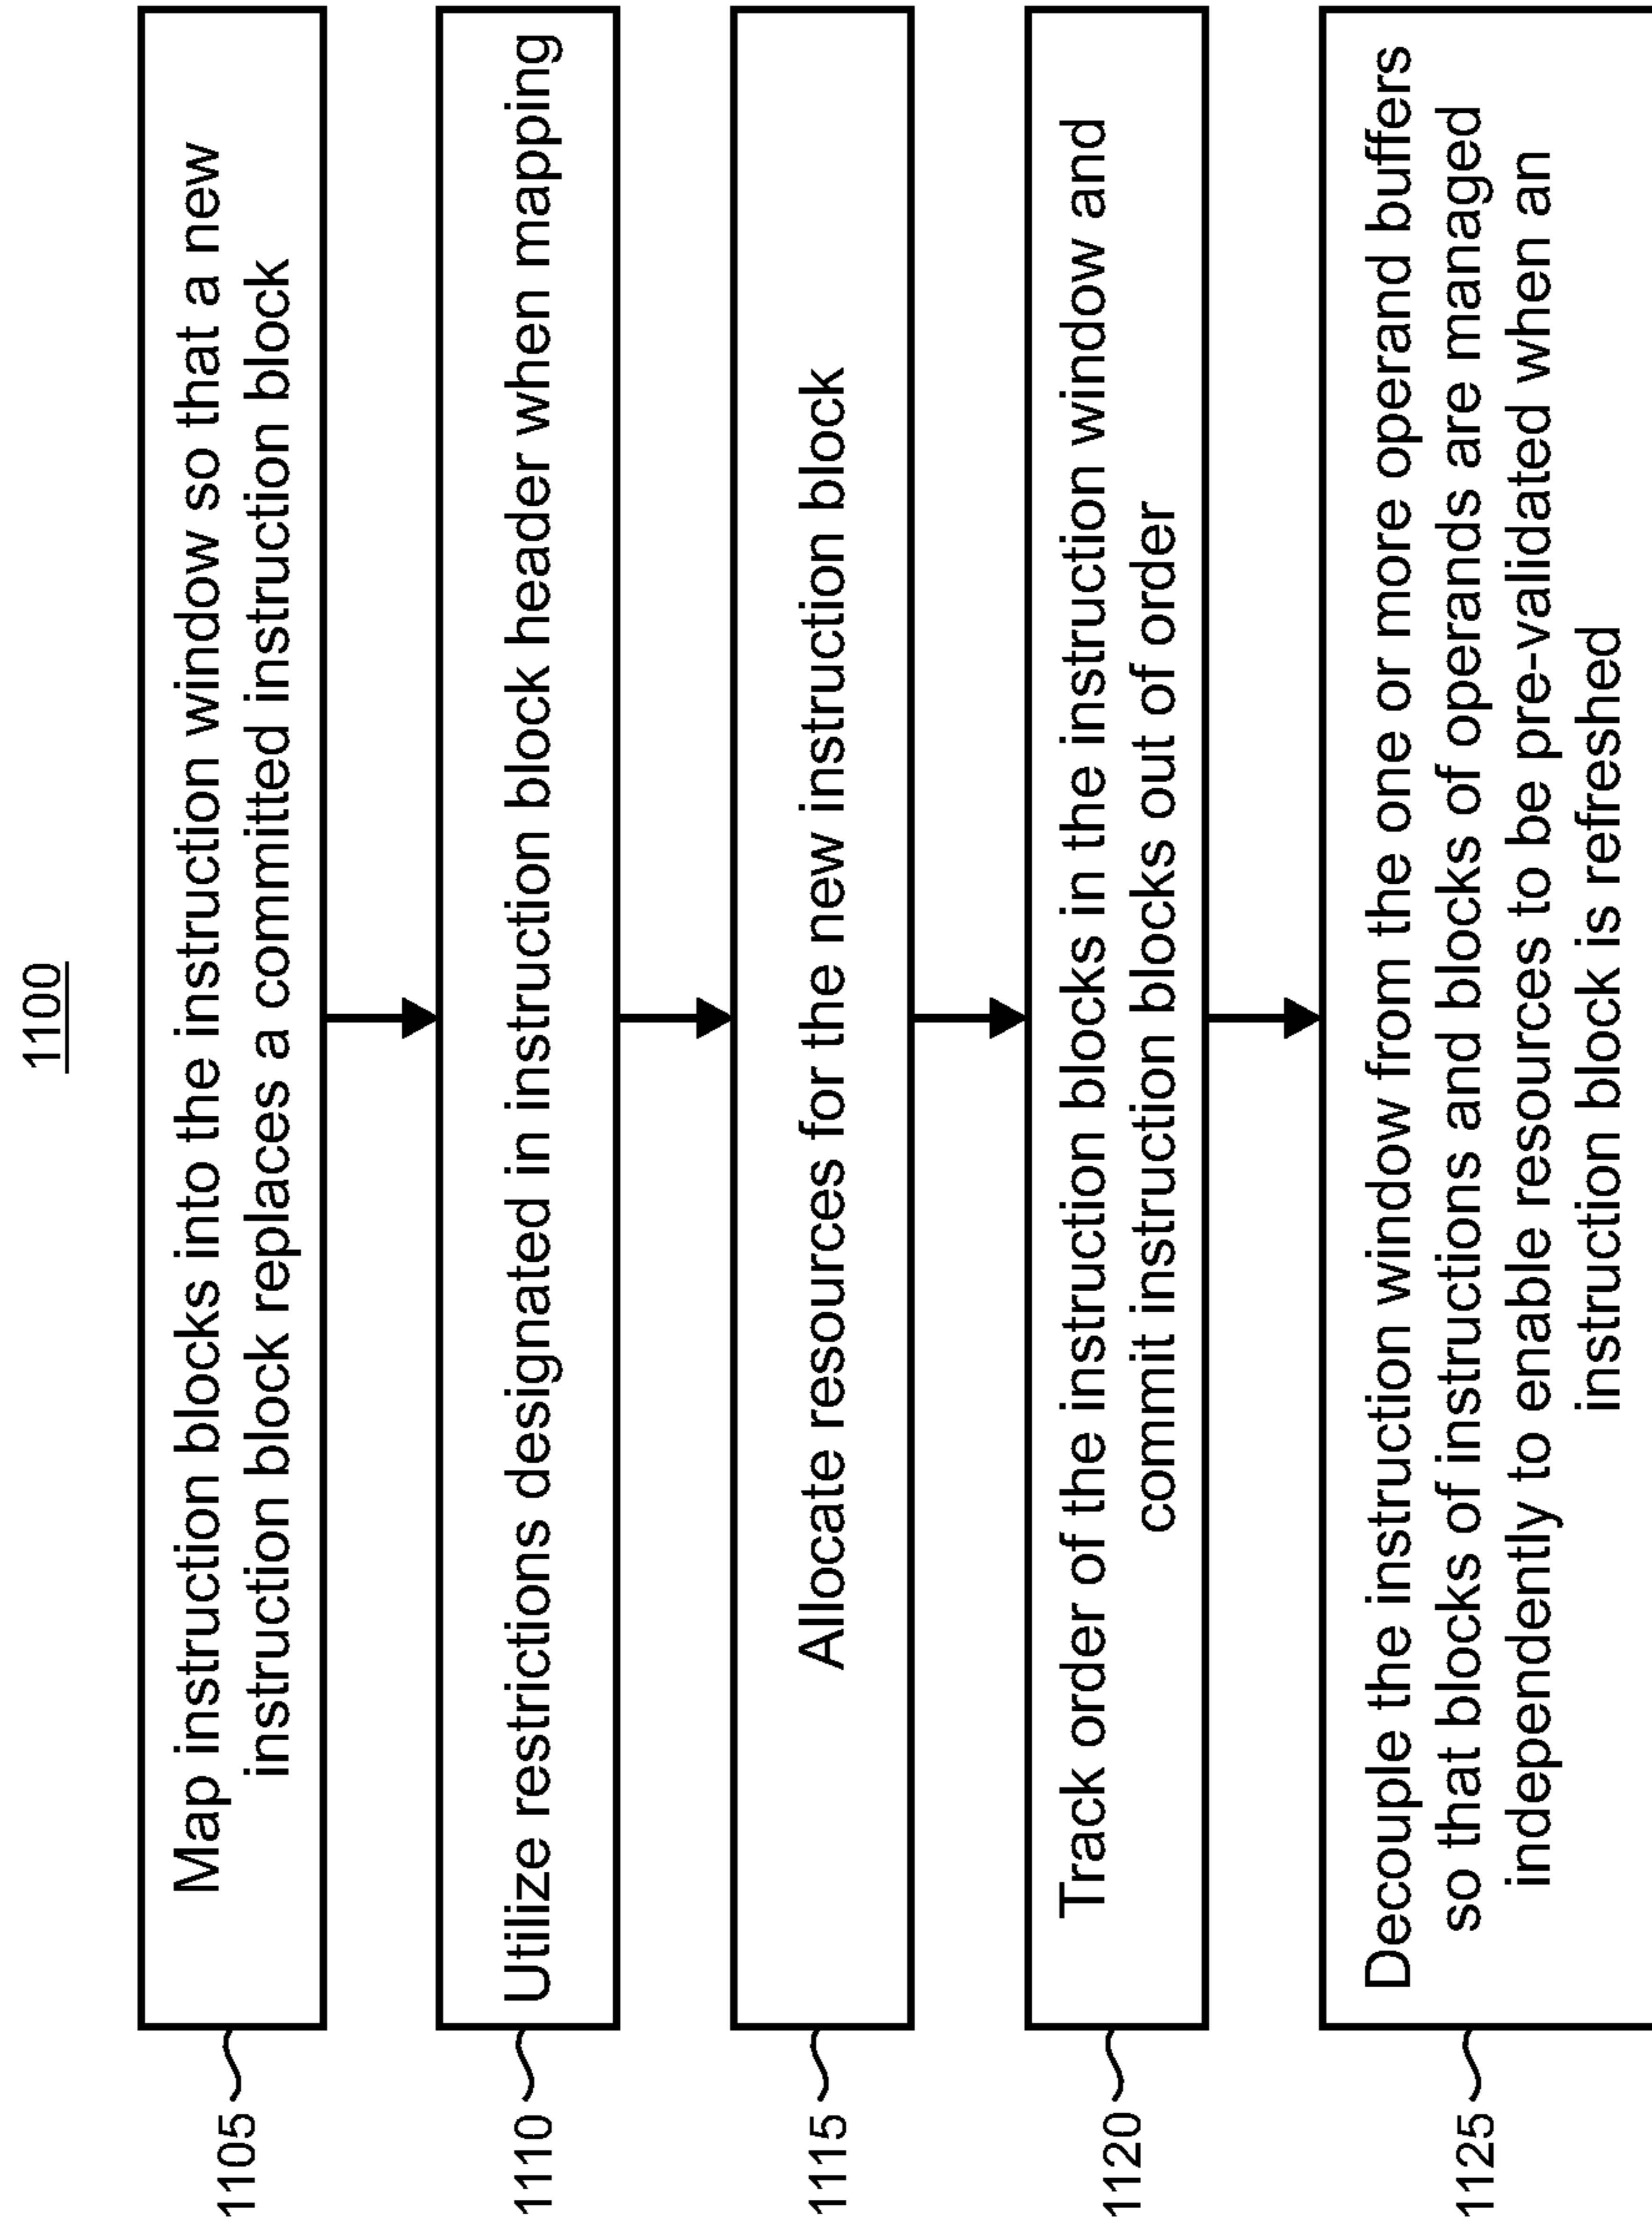 1100
1105
Map instruction blocks into the instruction window so that a new
instruction block replaces a committed instruction block
1110
Utilize restrictions designated in instruction block header when mapping
1115
Allocate resources for the new instruction block
1120
Track order of the instruction blocks in the instruction window and
commit instruction blocks out of order
1125
Decouple the instruction window from the one or more operand buffers
so that blocks of instructions and blocks of operands are managed
independently to enable resources to be pre-validated when an
instruction block is refreshed